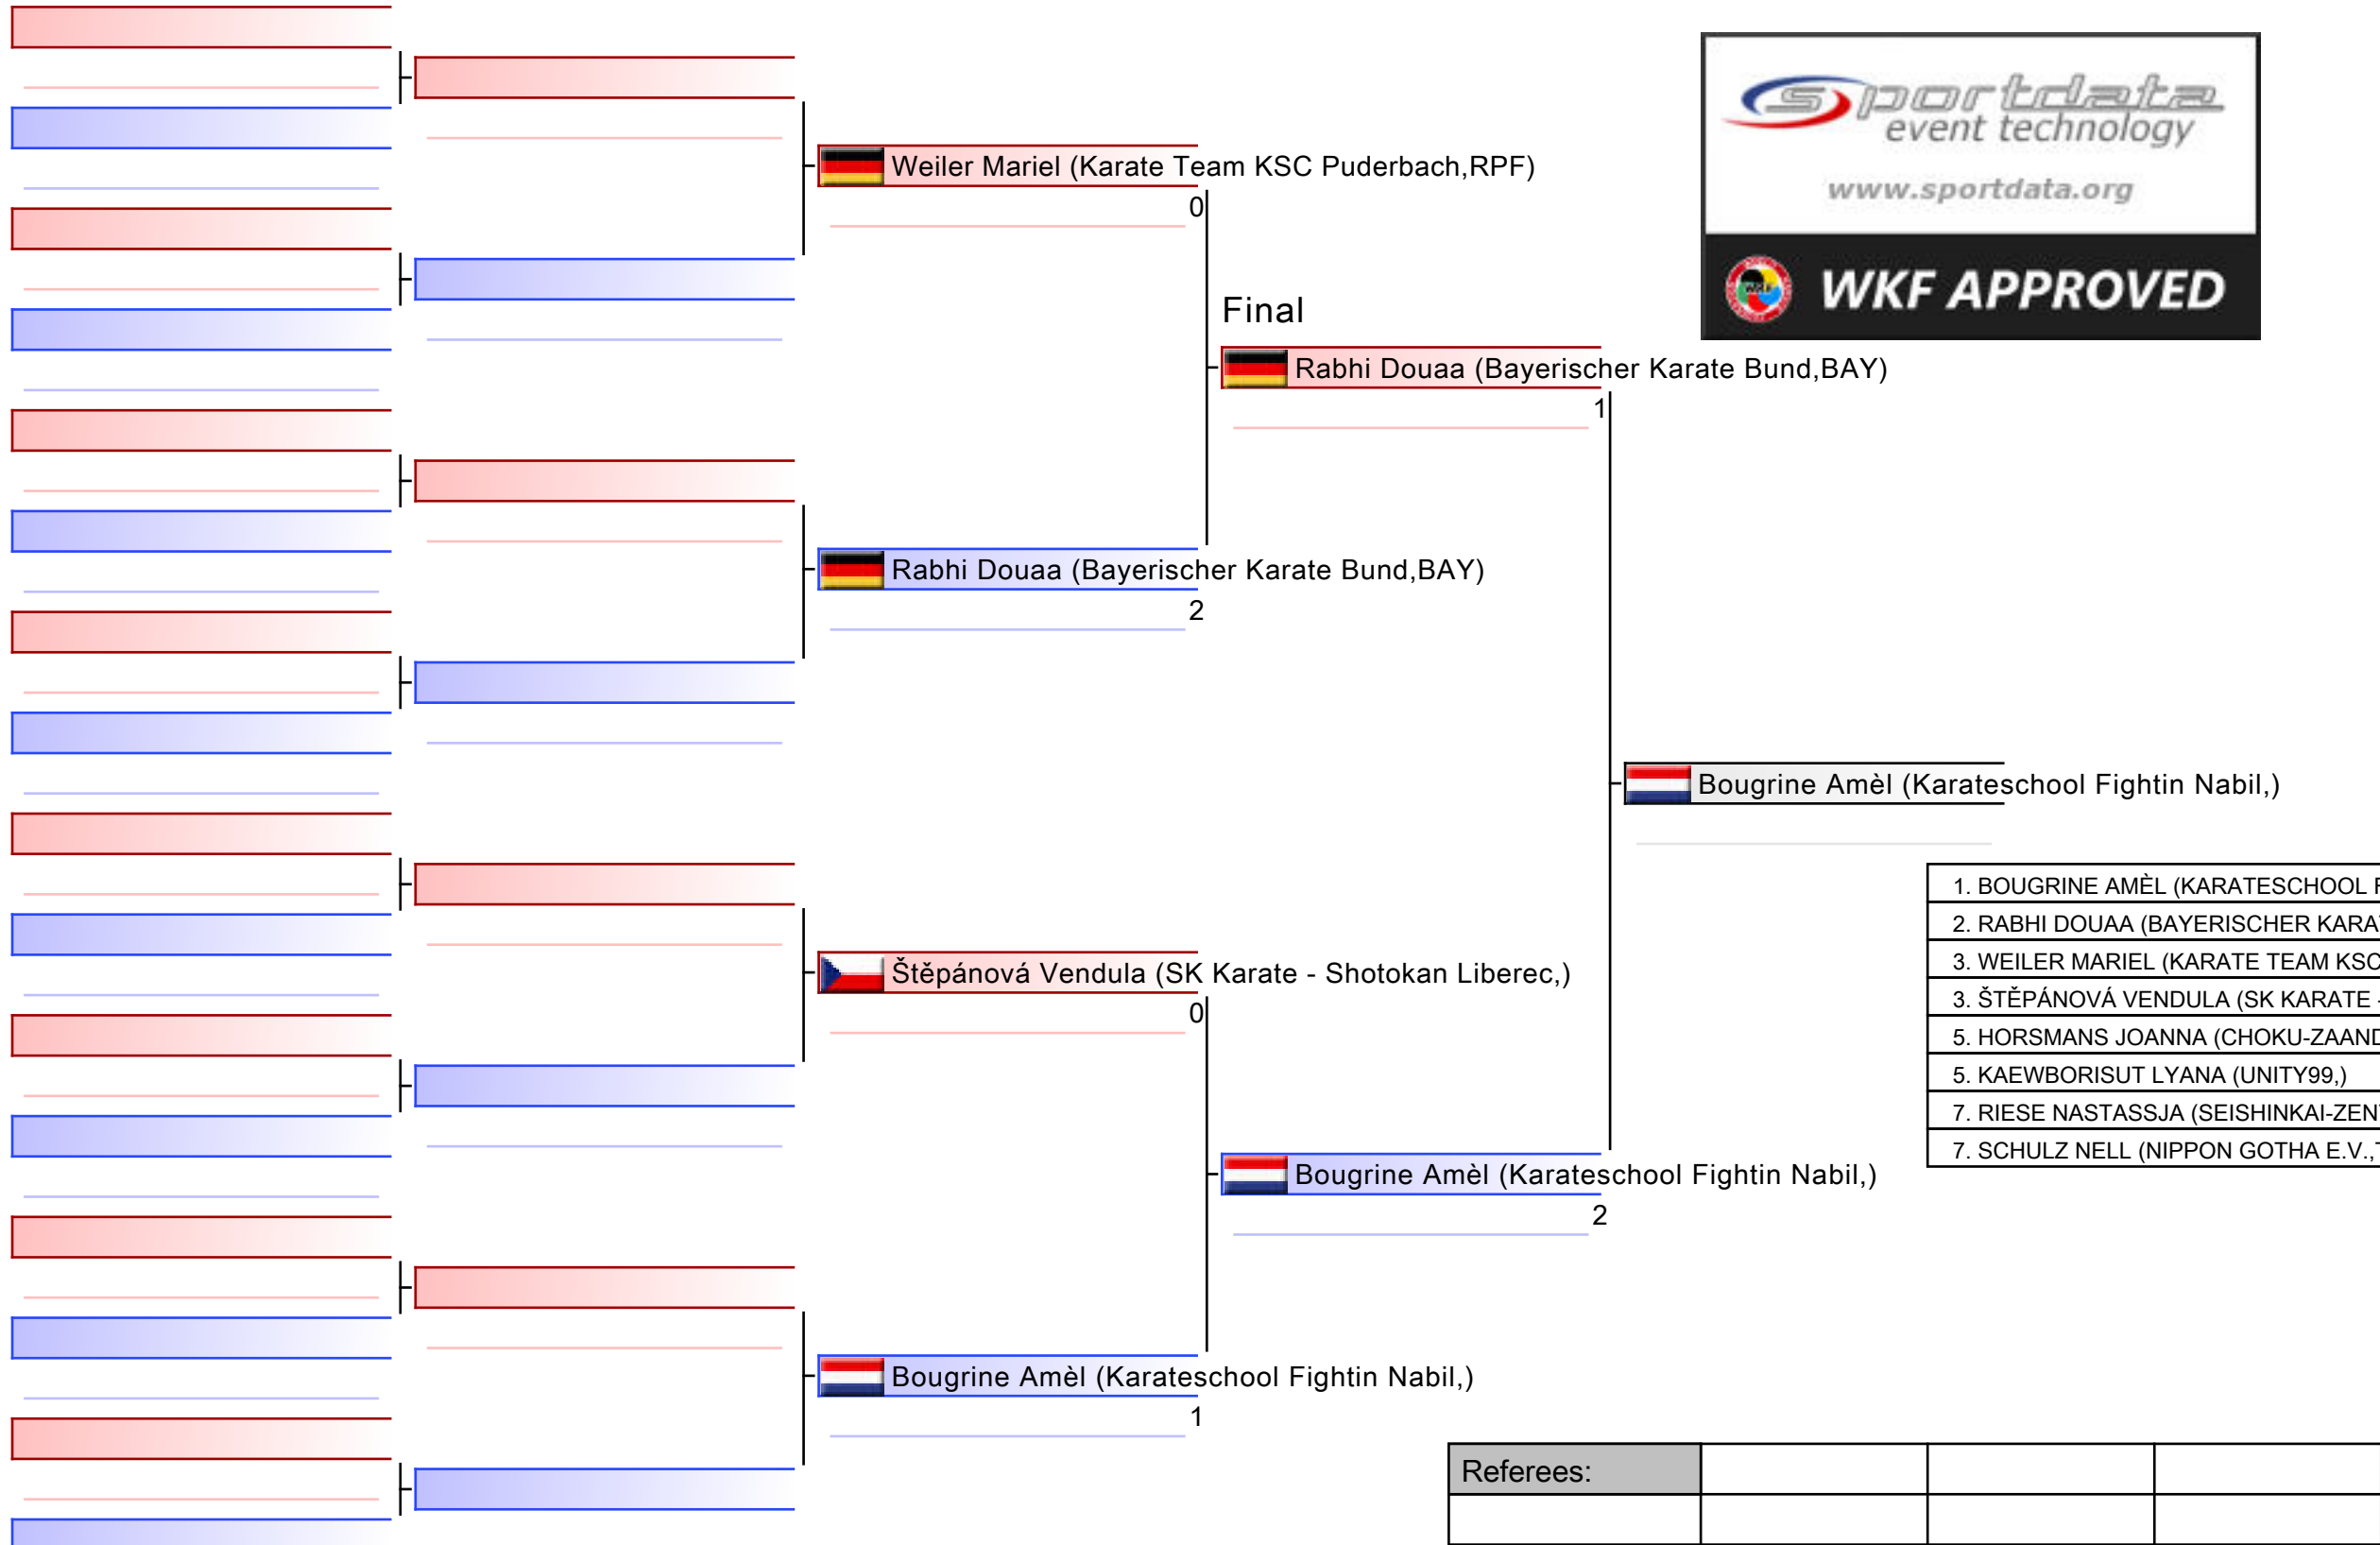 sportdata
event technology
www.sportdata.org
WKF APPROVED
Weiler Mariel (Karate Team KSC Puderbach,RPF)
0
Final
Rabhi Douaa (Bayerischer Karate Bund,BAY)
1
Rabhi Douaa (Bayerischer Karate Bund,BAY)
2
Bougrine Amèl (Karateschool Fightin Nabil,)
1. BOUGRINE AMÈL (KARATESCHOOL F
2. RABHI DOUAA (BAYERISCHER KARA
3. WEILER MARIEL (KARATE TEAM KSC
3. ŠTĚPÁNOVÁ VENDULA (SK KARATE -
5. HORSMANS JOANNA (CHOKU-ZAAND
5. KAEWBORISUT LYANA (UNITY99,)
7. RIESE NASTASSJA (SEISHINKAI-ZEN
7. SCHULZ NELL (NIPPON GOTHA E.V.,T
Štěpánová Vendula (SK Karate - Shotokan Liberec,)
0
Bougrine Amèl (Karateschool Fightin Nabil,)
2
Bougrine Amèl (Karateschool Fightin Nabil,)
1
Referees: